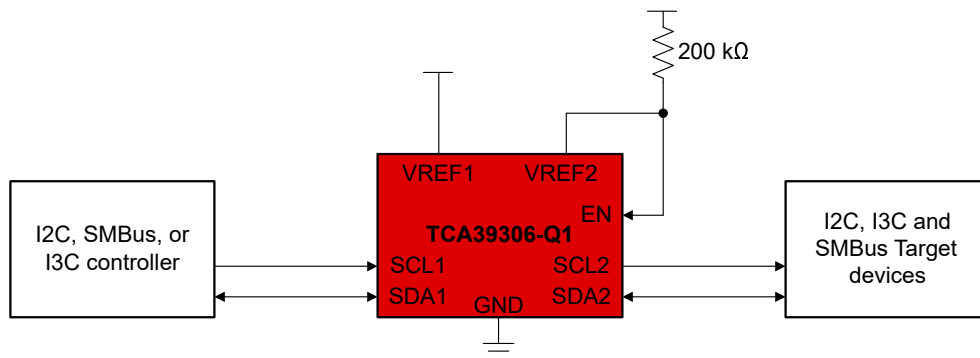 200 kΩ
VREF1
VREF2
EN
TCA39306-Q1
I2C, SMBus, or
I3C controller
SCL1
SCL2
SDA1
SDA2
GND
I2C, I3C and
SMBus Target
devices